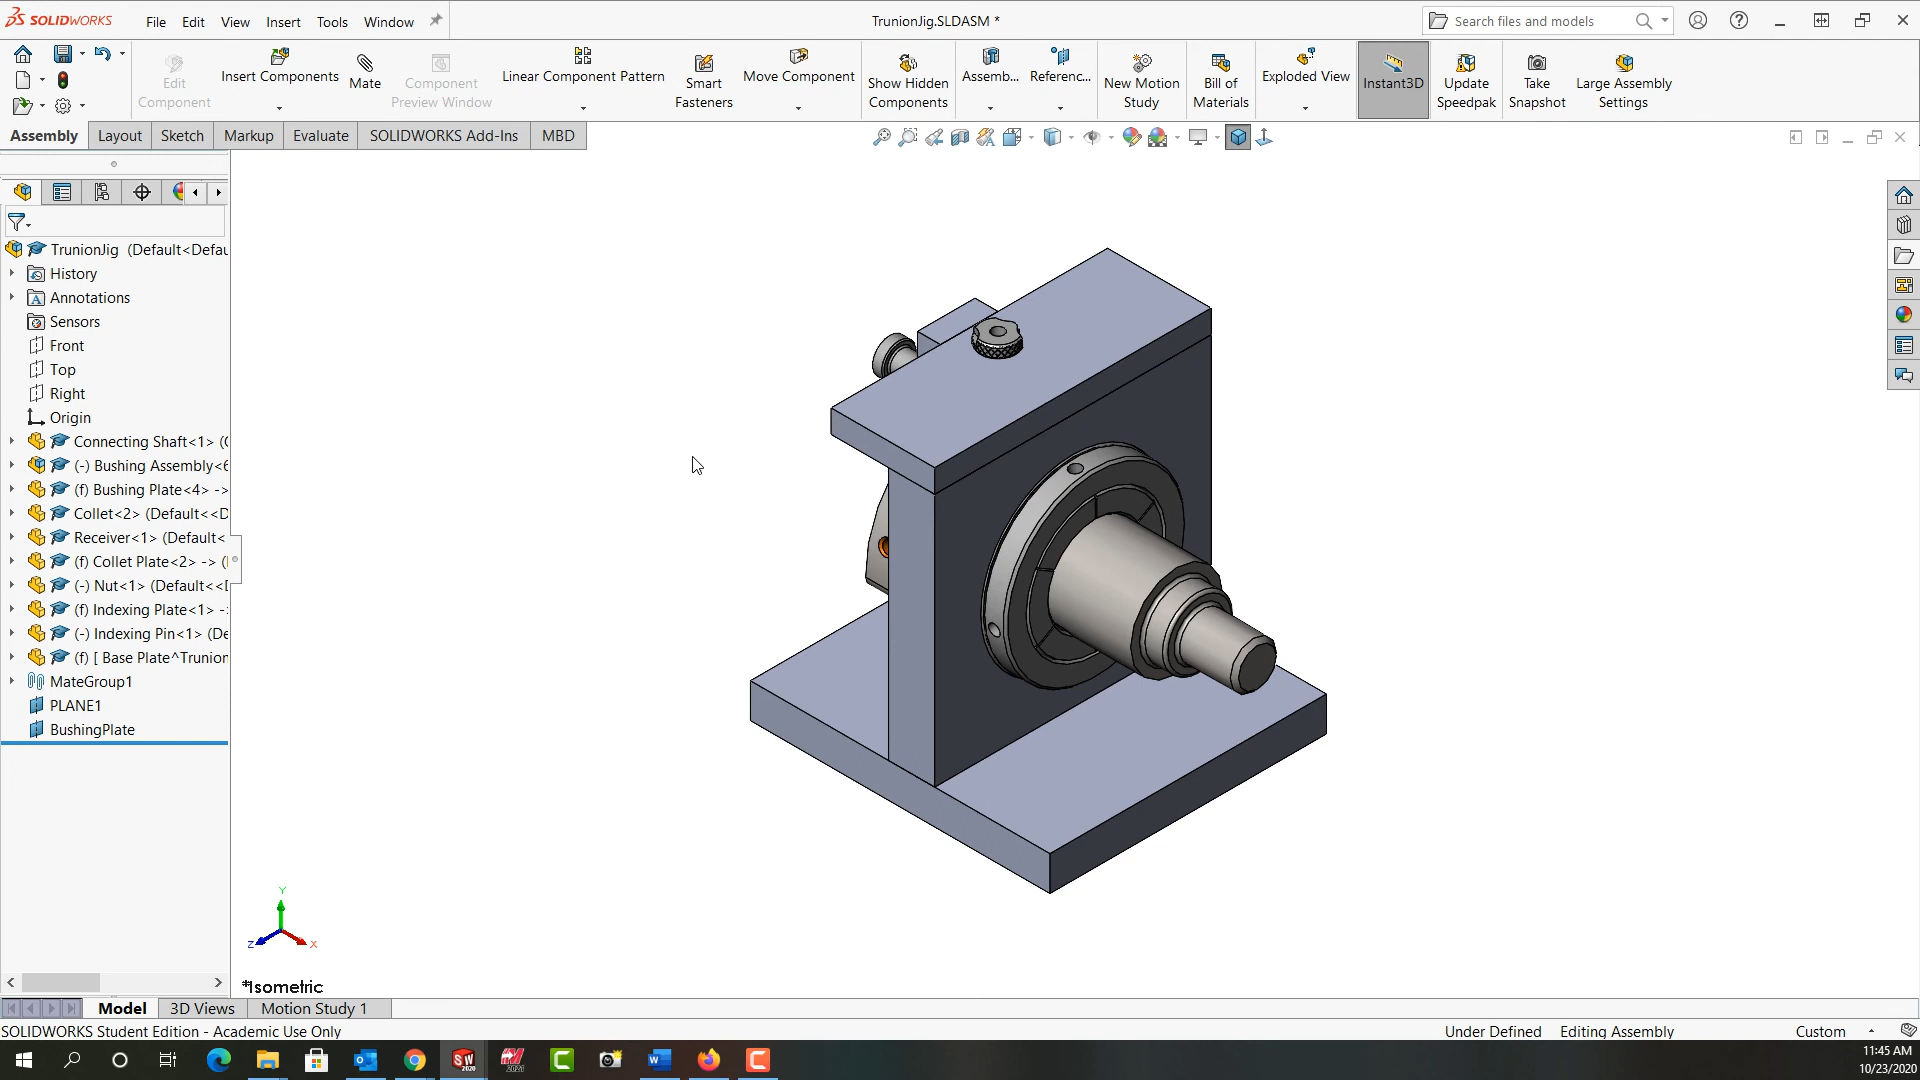 SOLIDWORKS File Edit View Insert Tools Window TrunionJig.SLDASM * Search files and models
Edit Component
Insert Components
Mate
Component Preview Window
Linear Component Pattern
Smart Fasteners
Move Component
Show Hidden Components
Assemb...
Referenc...
New Motion Study
Bill of Materials
Exploded View
Instant3D
Update Speedpak
Take Snapshot
Large Assembly Settings
Assembly Layout Sketch Markup Evaluate SOLIDWORKS Add-Ins MBD
TrunionJig (Default<Defau
History
Annotations
Sensors
Front
Top
Right
Origin
Connecting Shaft<1> (
(-) Bushing Assembly<6
(f) Bushing Plate<4> ->
Collet<2> (Default<<D
Receiver<1> (Default<
(f) Collet Plate<2> -> (
(-) Nut<1> (Default<<
(f) Indexing Plate<1> -
(-) Indexing Pin<1> (De
(f) [ Base Plate^Trunion
MateGroup1
PLANE1
BushingPlate
Y
Z X
*Isometric
Model 3D Views Motion Study 1
SOLIDWORKS Student Edition - Academic Use Only Under Defined Editing Assembly Custom
11:45 AM
10/23/2020